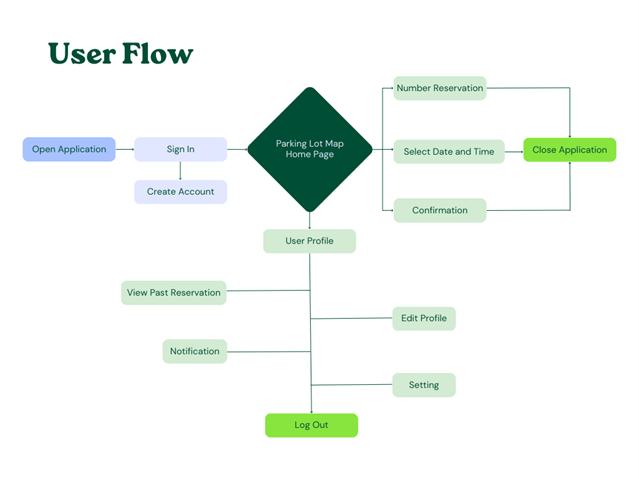 User Flow
Open Application
Sign In
Create Account
Parking Lot Map
Home Page
Number Reservation
Select Date and Time
Confirmation
Close Application
User Profile
View Past Reservation
Edit Profile
Notification
Setting
Log Out